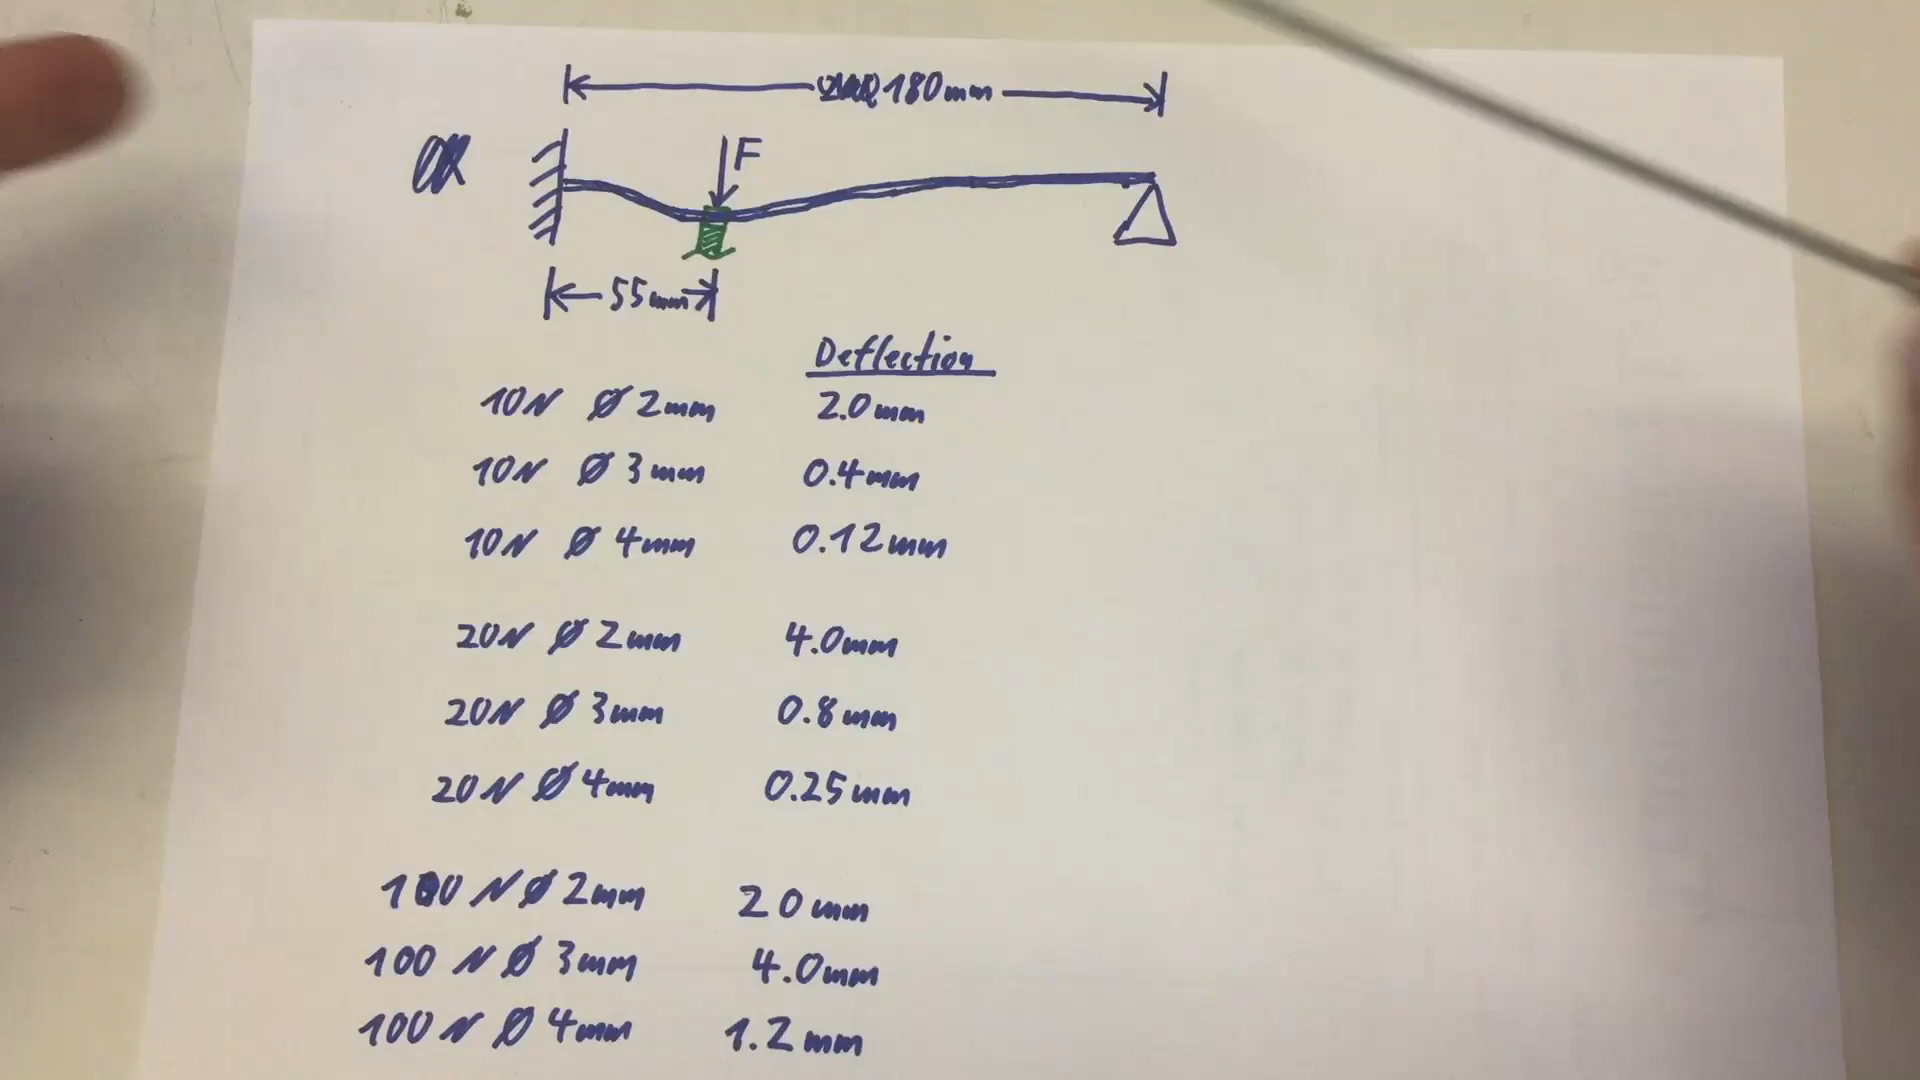 180mm
F
55mm
Deflection
10N Ø 2mm 2.0mm
10N Ø 3mm 0.4mm
10N Ø 4mm 0.12mm
20N Ø 2mm 4.0mm
20N Ø 3mm 0.8mm
20N Ø 4mm 0.25mm
100 N Ø 2mm 20mm
100 N Ø 3mm 4.0mm
100 N Ø 4mm 1.2mm